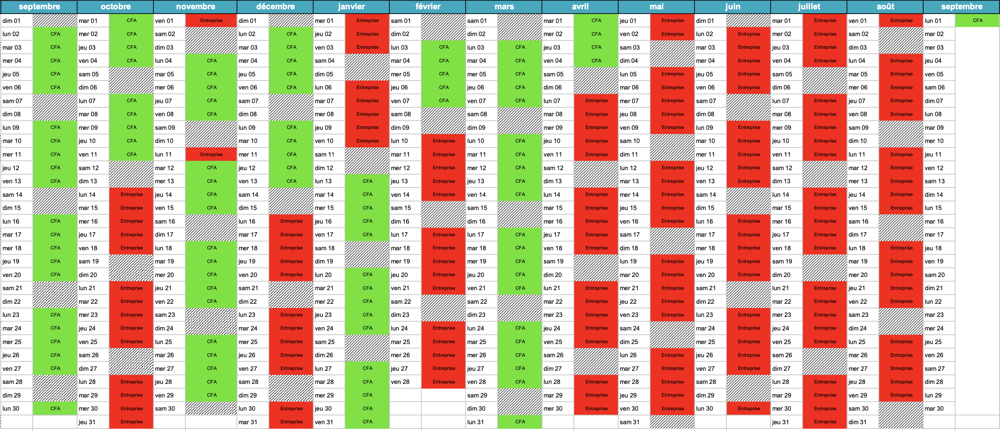 septembre octobre novembre décembre janvier février mars avril mai juin juillet août septembre
dim 01 mar 01 CFA ven 01 Entreprise dim 01 mer 01 Entreprise sam 01 sam 01 mar 01 CFA jeu 01 Entreprise dim 01 mar 01 Entreprise ven 01 Entreprise lun 01 CFA
lun 02 CFA mer 02 CFA sam 02 lun 02 CFA jeu 02 Entreprise dim 02 dim 02 mer 02 CFA ven 02 Entreprise lun 02 Entreprise mer 02 Entreprise sam 02 mar 02
mar 03 CFA jeu 03 CFA dim 03 mar 03 CFA ven 03 Entreprise lun 03 CFA lun 03 CFA jeu 03 CFA sam 03 mar 03 Entreprise jeu 03 Entreprise dim 03 mer 03
mer 04 CFA ven 04 CFA lun 04 CFA mer 04 CFA sam 04 mar 04 CFA mar 04 CFA ven 04 CFA dim 04 mer 04 Entreprise ven 04 Entreprise lun 04 Entreprise jeu 04
jeu 05 CFA sam 05 mar 05 CFA jeu 05 CFA dim 05 mer 05 CFA mer 05 CFA sam 05 lun 05 Entreprise jeu 05 Entreprise sam 05 mar 05 Entreprise ven 05
ven 06 CFA dim 06 mer 06 CFA ven 06 CFA lun 06 Entreprise jeu 06 CFA jeu 06 CFA dim 06 mar 06 Entreprise ven 06 Entreprise dim 06 mer 06 Entreprise sam 06
sam 07 lun 07 CFA jeu 07 CFA sam 07 mar 07 Entreprise ven 07 CFA ven 07 CFA lun 07 Entreprise mer 07 Entreprise sam 07 lun 07 Entreprise jeu 07 Entreprise dim 07
dim 08 mar 08 CFA ven 08 CFA dim 08 mer 08 Entreprise sam 08 sam 08 mar 08 Entreprise jeu 08 Entreprise dim 08 mar 08 Entreprise ven 08 Entreprise lun 08
lun 09 CFA mer 09 CFA sam 09 lun 09 CFA jeu 09 Entreprise dim 09 dim 09 mer 09 Entreprise ven 09 Entreprise lun 09 Entreprise mer 09 Entreprise sam 09 mar 09
mar 10 CFA jeu 10 CFA dim 10 mar 10 CFA ven 10 Entreprise lun 10 Entreprise lun 10 CFA jeu 10 Entreprise sam 10 mar 10 Entreprise jeu 10 Entreprise dim 10 mer 10
mer 11 CFA ven 11 CFA lun 11 Entreprise mer 11 CFA sam 11 mar 11 Entreprise mar 11 CFA ven 11 Entreprise dim 11 mer 11 Entreprise ven 11 Entreprise lun 11 Entreprise jeu 11
jeu 12 CFA sam 12 mar 12 CFA jeu 12 CFA dim 12 mer 12 Entreprise mer 12 CFA sam 12 lun 12 Entreprise jeu 12 Entreprise sam 12 mar 12 Entreprise ven 12
ven 13 CFA dim 13 mer 13 CFA ven 13 CFA lun 13 CFA jeu 13 Entreprise jeu 13 CFA dim 13 mar 13 Entreprise ven 13 Entreprise dim 13 mer 13 Entreprise sam 13
sam 14 lun 14 Entreprise jeu 14 CFA sam 14 mar 14 CFA ven 14 Entreprise ven 14 CFA lun 14 Entreprise mer 14 Entreprise sam 14 lun 14 Entreprise jeu 14 Entreprise dim 14
dim 15 mar 15 Entreprise ven 15 CFA dim 15 mer 15 CFA sam 15 sam 15 mar 15 Entreprise jeu 15 Entreprise dim 15 mar 15 Entreprise ven 15 Entreprise lun 15
lun 16 CFA mer 16 Entreprise sam 16 lun 16 Entreprise jeu 16 CFA dim 16 dim 16 mer 16 Entreprise ven 16 Entreprise lun 16 Entreprise mer 16 Entreprise sam 16 mar 16
mar 17 CFA jeu 17 Entreprise dim 17 mar 17 Entreprise ven 17 CFA lun 17 Entreprise lun 17 CFA jeu 17 Entreprise sam 17 mar 17 Entreprise jeu 17 Entreprise dim 17 mer 17
mer 18 CFA ven 18 Entreprise lun 18 CFA mer 18 Entreprise sam 18 mar 18 Entreprise mar 18 CFA ven 18 Entreprise dim 18 mer 18 Entreprise ven 18 Entreprise lun 18 Entreprise jeu 18
jeu 19 CFA sam 19 mar 19 CFA jeu 19 Entreprise dim 19 mer 19 Entreprise mer 19 CFA sam 19 lun 19 Entreprise jeu 19 Entreprise sam 19 mar 19 Entreprise ven 19
ven 20 CFA dim 20 mer 20 CFA ven 20 Entreprise lun 20 CFA jeu 20 Entreprise jeu 20 CFA dim 20 mar 20 Entreprise ven 20 Entreprise dim 20 mer 20 Entreprise sam 20
sam 21 lun 21 Entreprise jeu 21 CFA sam 21 mar 21 CFA ven 21 Entreprise ven 21 CFA lun 21 Entreprise mer 21 Entreprise sam 21 lun 21 Entreprise jeu 21 Entreprise dim 21
dim 22 mar 22 Entreprise ven 22 CFA dim 22 mer 22 CFA sam 22 sam 22 mar 22 Entreprise jeu 22 Entreprise dim 22 mar 22 Entreprise ven 22 Entreprise lun 22
lun 23 CFA mer 23 Entreprise sam 23 lun 23 Entreprise jeu 23 CFA dim 23 dim 23 mer 23 Entreprise ven 23 Entreprise lun 23 Entreprise mer 23 Entreprise sam 23 mar 23
mar 24 CFA jeu 24 Entreprise dim 24 mar 24 Entreprise ven 24 CFA lun 24 Entreprise lun 24 CFA jeu 24 Entreprise sam 24 mar 24 Entreprise jeu 24 Entreprise dim 24 mer 24
mer 25 CFA ven 25 Entreprise lun 25 CFA mer 25 Entreprise sam 25 mar 25 Entreprise mar 25 CFA ven 25 Entreprise dim 25 mer 25 Entreprise ven 25 Entreprise lun 25 Entreprise jeu 25
jeu 26 CFA sam 26 mar 26 CFA jeu 26 Entreprise dim 26 mer 26 Entreprise mer 26 CFA sam 26 lun 26 Entreprise jeu 26 Entreprise sam 26 mar 26 Entreprise ven 26
ven 27 CFA dim 27 mer 27 CFA ven 27 Entreprise lun 27 CFA jeu 27 Entreprise jeu 27 CFA dim 27 mar 27 Entreprise ven 27 Entreprise dim 27 mer 27 Entreprise sam 27
sam 28 lun 28 Entreprise jeu 28 CFA sam 28 mar 28 CFA ven 28 Entreprise ven 28 CFA lun 28 Entreprise mer 28 Entreprise sam 28 lun 28 Entreprise jeu 28 Entreprise dim 28
dim 29 mar 29 Entreprise ven 29 CFA dim 29 mer 29 CFA sam 29 mar 29 Entreprise jeu 29 Entreprise dim 29 mar 29 Entreprise ven 29 Entreprise lun 29
lun 30 CFA mer 30 Entreprise sam 30 lun 30 Entreprise jeu 30 CFA dim 30 mer 30 Entreprise ven 30 Entreprise lun 30 Entreprise mer 30 Entreprise sam 30 mar 30
jeu 31 Entreprise mar 31 Entreprise ven 31 CFA lun 31 CFA sam 31 jeu 31 Entreprise dim 31